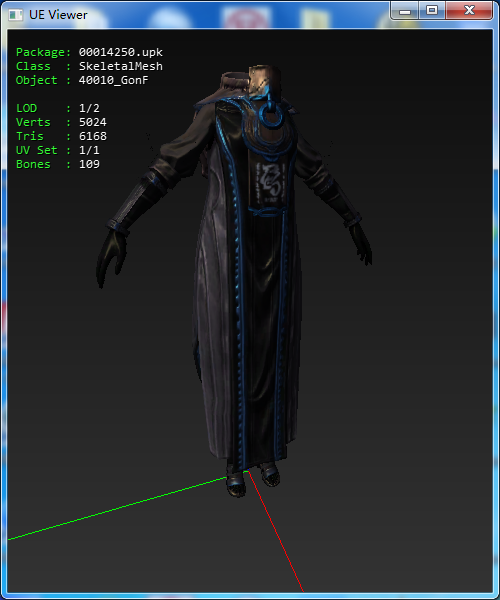 UE Viewer
Package: 00014250.upk
Class : SkeletalMesh
Object : 40010_GonF
LOD : 1/2
Verts : 5024
Tris : 6168
UV Set : 1/1
Bones : 109